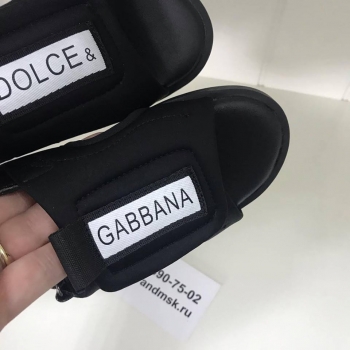 DOLCE &
GABBANA
90-75-02
andmsk.ru